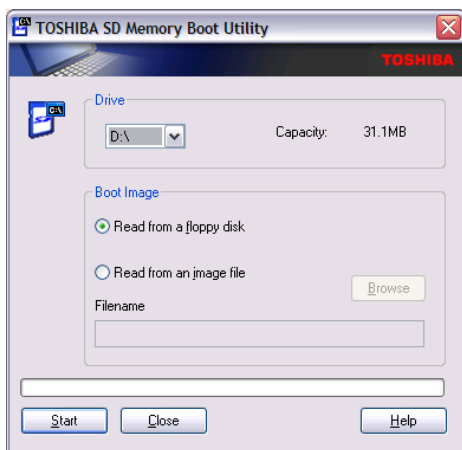 TOSHIBA SD Memory Boot Utility
TOSHIBA
C:\
SD
Drive
D:\
Capacity: 31.1MB
Boot Image
Read from a floppy disk
Read from an image file
Browse
Filename
Start Close Help